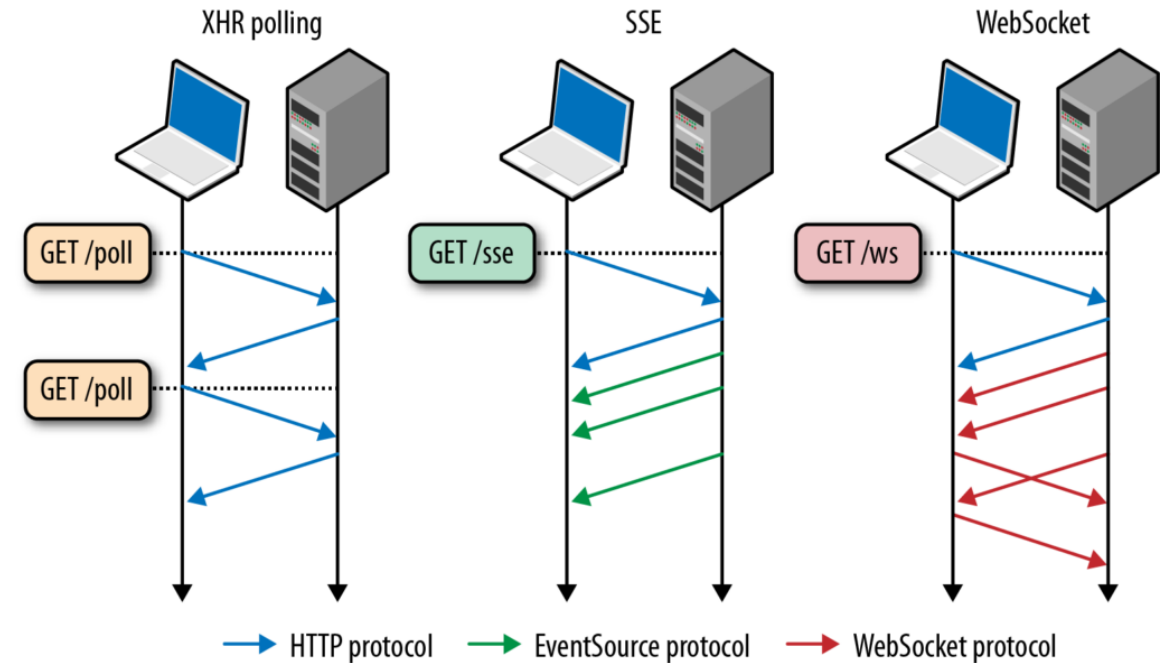 XHR polling
SSE
WebSocket
GET /poll
GET /sse
GET /ws
GET /poll
HTTP protocol
EventSource protocol
WebSocket protocol